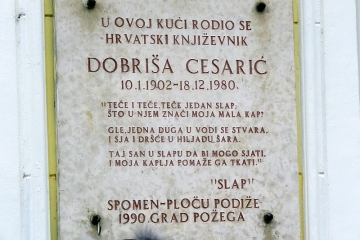 U OVOJ KUĆI RODIO SE
HRVATSKI KNJIŽEVNIK
DOBRIŠA CESARIĆ
10.1.1902-18.12.1980.
"TEČE I TEČE, TEČE JEDAN SLAP;
ŠTO U NJEM ZNAČI MOJA MALA KAP?
GLE, JEDNA DUGA U VODI SE STVARA,
I SJA I DRŠĆE U HILJADU ŠARA.
TAJ SAN U SLAPU DA BI MOGO SJATI,
I MOJA KAPLJA POMAŽE GA TKATI."
"SLAP"
SPOMEN-PLOČU PODIŽE
1990. GRAD POŽEGA